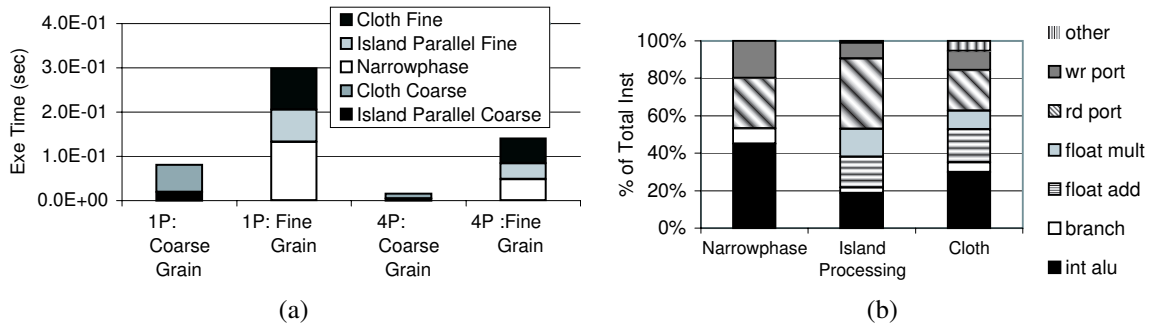 4.0E-01
3.0E-01
2.0E-01
1.0E-01
0.0E+00
Exe Time (sec)
Cloth Fine
Island Parallel Fine
Narrowphase
Cloth Coarse
Island Parallel Coarse
1P:
Coarse
Grain
1P: Fine
Grain
4P:
Coarse
Grain
4P :Fine
Grain
(a)
100%
80%
60%
40%
20%
0%
% of Total Inst
Narrowphase
Island
Processing
Cloth
other
wr port
rd port
float mult
float add
branch
int alu
(b)